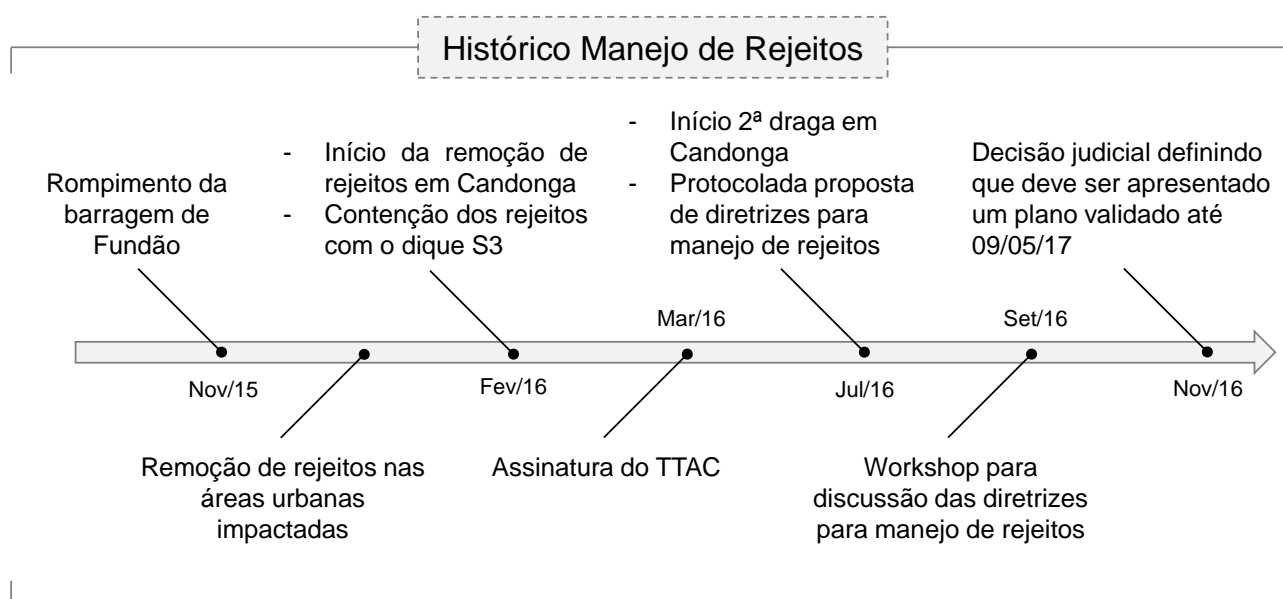 Histórico Manejo de Rejeitos
Rompimento da
barragem de
Fundão
- Início da remoção de
rejeitos em Candonga
- Contenção dos rejeitos
com o dique S3
- Início 2ª draga em
Candonga
- Protocolada proposta
de diretrizes para
manejo de rejeitos
Decisão judicial definindo
que deve ser apresentado
um plano validado até
09/05/17
Mar/16
Set/16
Nov/15
Fev/16
Jul/16
Nov/16
Remoção de rejeitos nas
áreas urbanas
impactadas
Assinatura do TTAC
Workshop para
discussão das diretrizes
para manejo de rejeitos